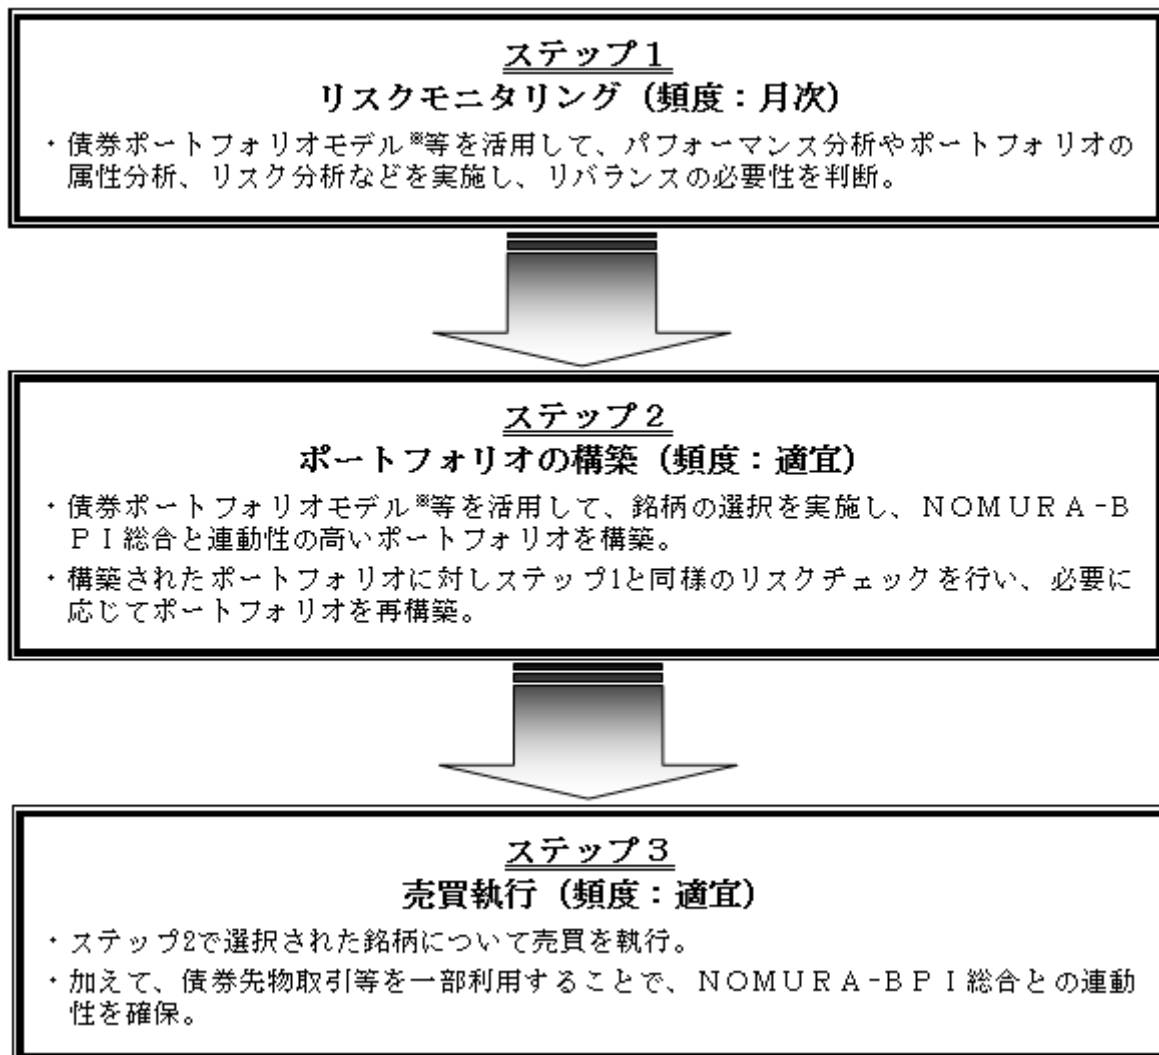 ステップ１
リスクモニタリング（頻度：月次）
・債券ポートフォリオモデル※等を活用して、パフォーマンス分析やポートフォリオの
属性分析、リスク分析などを実施し、リバランスの必要性を判断。
ステップ２
ポートフォリオの構築（頻度：適宜）
・債券ポートフォリオモデル※等を活用して、銘柄の選択を実施し、ＮＯＭＵＲＡ-Ｂ
ＰＩ総合と連動性の高いポートフォリオを構築。
・構築されたポートフォリオに対しステップ1と同様のリスクチェックを行い、必要に
応じてポートフォリオを再構築。
ステップ３
売買執行（頻度：適宜）
・ステップ2で選択された銘柄について売買を執行。
・加えて、債券先物取引等を一部利用することで、ＮＯＭＵＲＡ-ＢＰＩ総合との連動
性を確保。